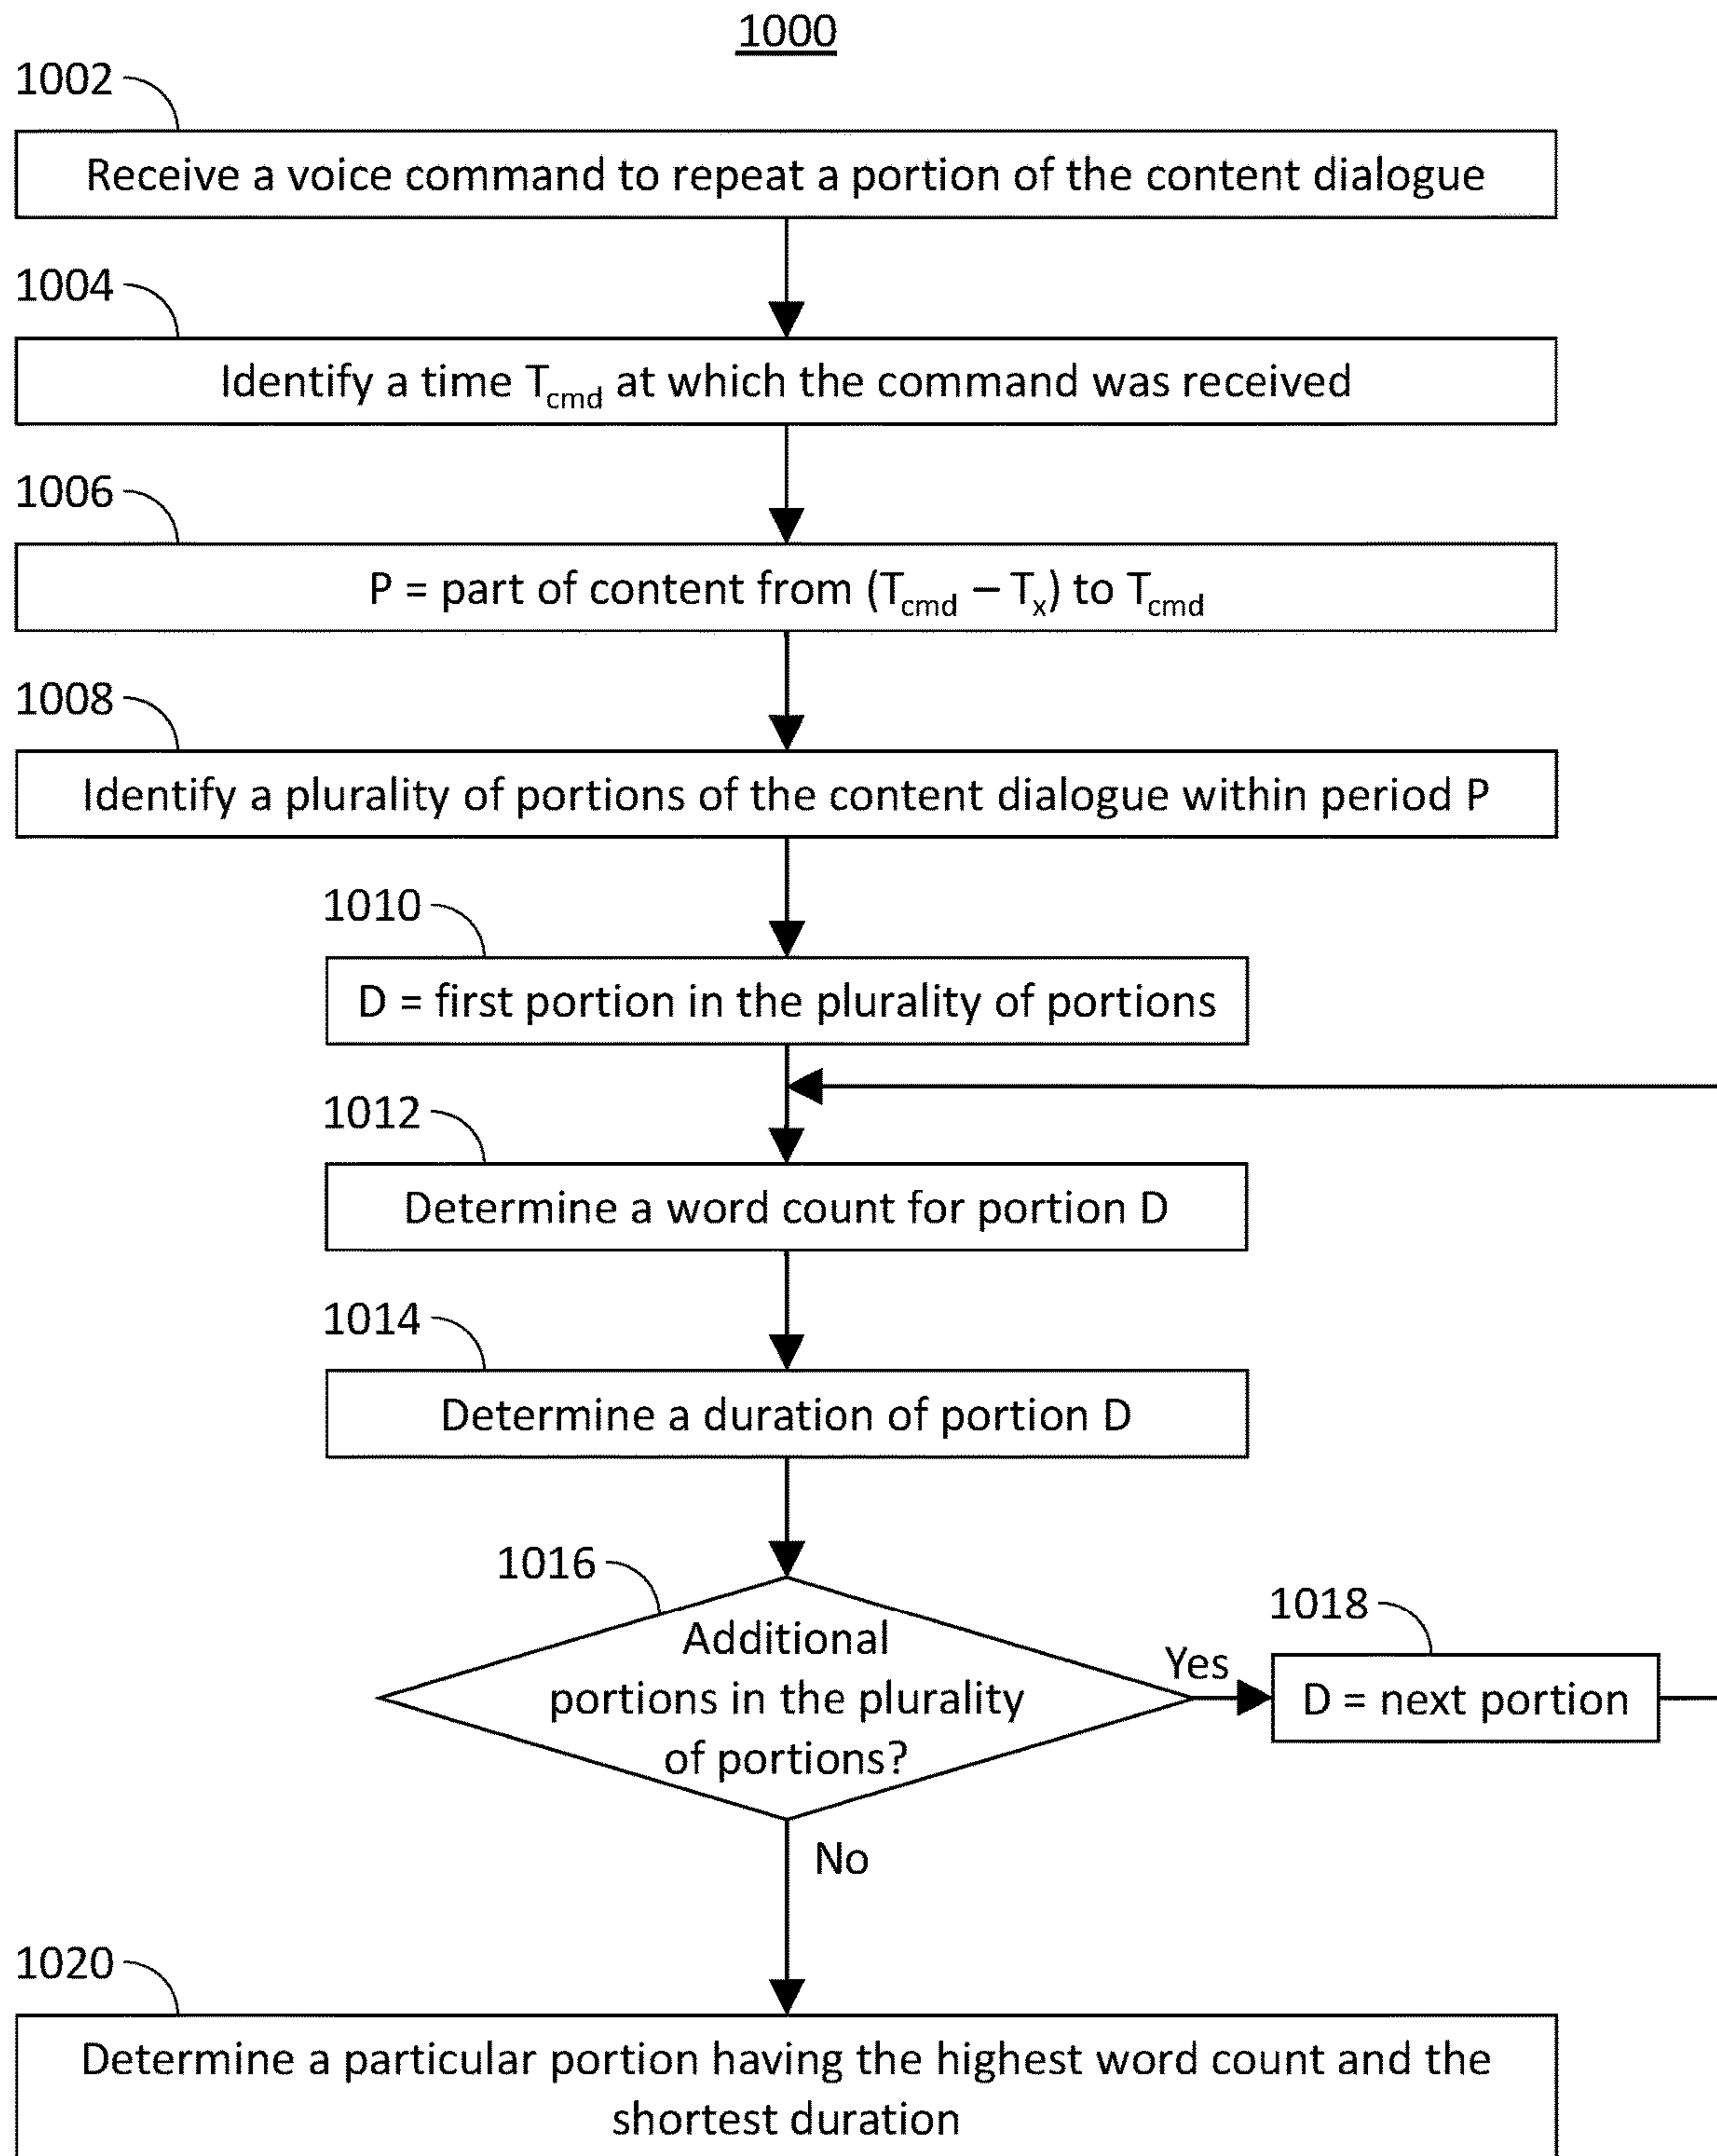 1000
1002
Receive a voice command to repeat a portion of the content dialogue
1004
Identify a time Tcmd at which the command was received
1006
P = part of content from (Tcmd – Tx) to Tcmd
1008
Identify a plurality of portions of the content dialogue within period P
1010
D = first portion in the plurality of portions
1012
Determine a word count for portion D
1014
Determine a duration of portion D
1016
Additional
portions in the plurality
of portions?
Yes
1018
D = next portion
No
1020
Determine a particular portion having the highest word count and the
shortest duration